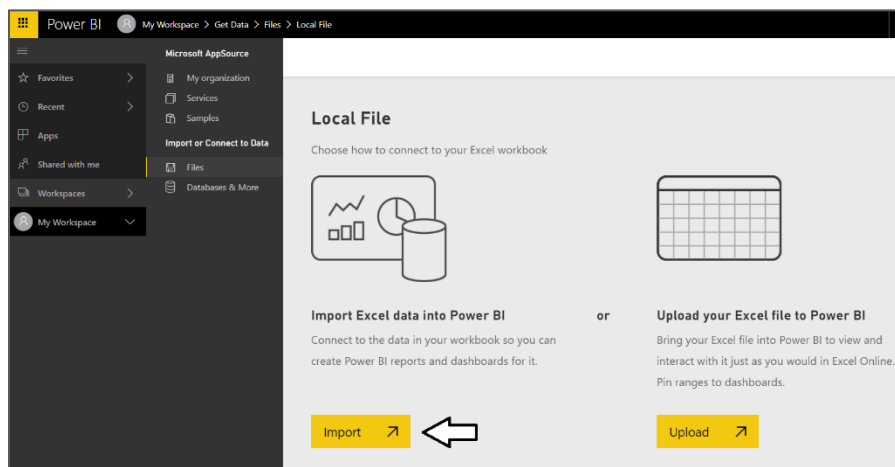 Power BI My Workspace > Get Data > Files > Local File
Microsoft AppSource
Favorites
My organization
Services
Recent
Samples
Apps
Import or Connect to Data
Shared with me
Files
Databases & More
Workspaces
My Workspace
Local File
Choose how to connect to your Excel workbook
Import Excel data into Power BI
Connect to the data in your workbook so you can
create Power BI reports and dashboards for it.
Import
or
Upload your Excel file to Power BI
Bring your Excel file into Power BI to view and
interact with it just as you would in Excel Online.
Pin ranges to dashboards.
Upload